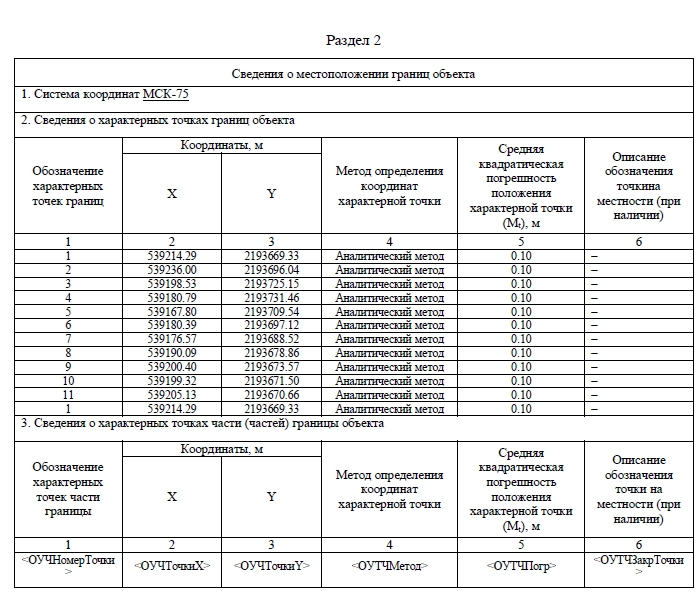 Раздел 2
Сведения о местоположении границ объекта
1. Система координат МСК-75
2. Сведения о характерных точках границ объекта
Обозначение характерных точек границ
Координаты, м
X
Y
Метод определения координат характерной точки
Средняя квадратическая погрешность положения характерной точки (Mt), м
Описание обозначения точкина местности (при наличии)
1 2 3 4 5 6
1 539214.29 2193669.33 Аналитический метод 0.10 –
2 539236.00 2193696.04 Аналитический метод 0.10 –
3 539198.53 2193725.15 Аналитический метод 0.10 –
4 539180.79 2193731.46 Аналитический метод 0.10 –
5 539167.80 2193709.54 Аналитический метод 0.10 –
6 539180.39 2193697.12 Аналитический метод 0.10 –
7 539176.57 2193688.52 Аналитический метод 0.10 –
8 539190.09 2193678.86 Аналитический метод 0.10 –
9 539200.40 2193673.57 Аналитический метод 0.10 –
10 539199.32 2193671.50 Аналитический метод 0.10 –
11 539205.13 2193670.66 Аналитический метод 0.10 –
1 539214.29 2193669.33 Аналитический метод 0.10 –
3. Сведения о характерных точках части (частей) границы объекта
Обозначение характерных точек части границы
Координаты, м
X
Y
Метод определения координат характерной точки
Средняя квадратическая погрешность положения характерной точки (Mt), м
Описание обозначения точки на местности (при наличии)
1 2 3 4 5 6
<ОУЧНомерТочки> <ОУЧТочкиX> <ОУЧТочкиY> <ОУТЧМетод> <ОУТЧПогр> <ОУТЧЗакрТочки>